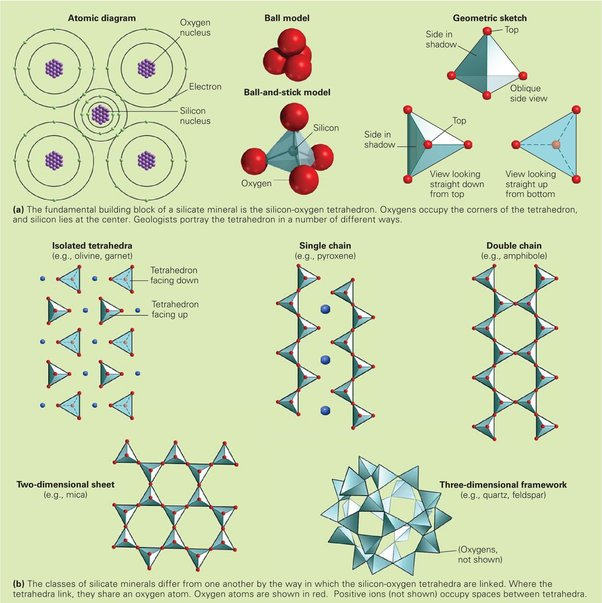 Atomic diagram
Oxygen
nucleus
Electron
Silicon
nucleus
Ball model
Ball-and-stick model
Silicon
Oxygen
Geometric sketch
Side in
shadow
Top
Oblique
side view
Side in
shadow
Top
View looking
straight down
from top
View looking
straight up
from bottom
(a) The fundamental building block of a silicate mineral is the silicon-oxygen tetrahedron. Oxygens occupy the corners of the tetrahedron,
and silicon lies at the center. Geologists portray the tetrahedron in a number of different ways.
Isolated tetrahedra
(e.g., olivine, garnet)
Tetrahedron
facing down
Tetrahedron
facing up
Single chain
(e.g., pyroxene)
Double chain
(e.g., amphibole)
Two-dimensional sheet
(e.g., mica)
Three-dimensional framework
(e.g., quartz, feldspar)
(Oxygens,
not shown)
(b) The classes of silicate minerals differ from one another by the way in which the silicon-oxygen tetrahedra are linked. Where the
tetrahedra link, they share an oxygen atom. Oxygen atoms are shown in red. Positive ions (not shown) occupy spaces between tetrahedra.